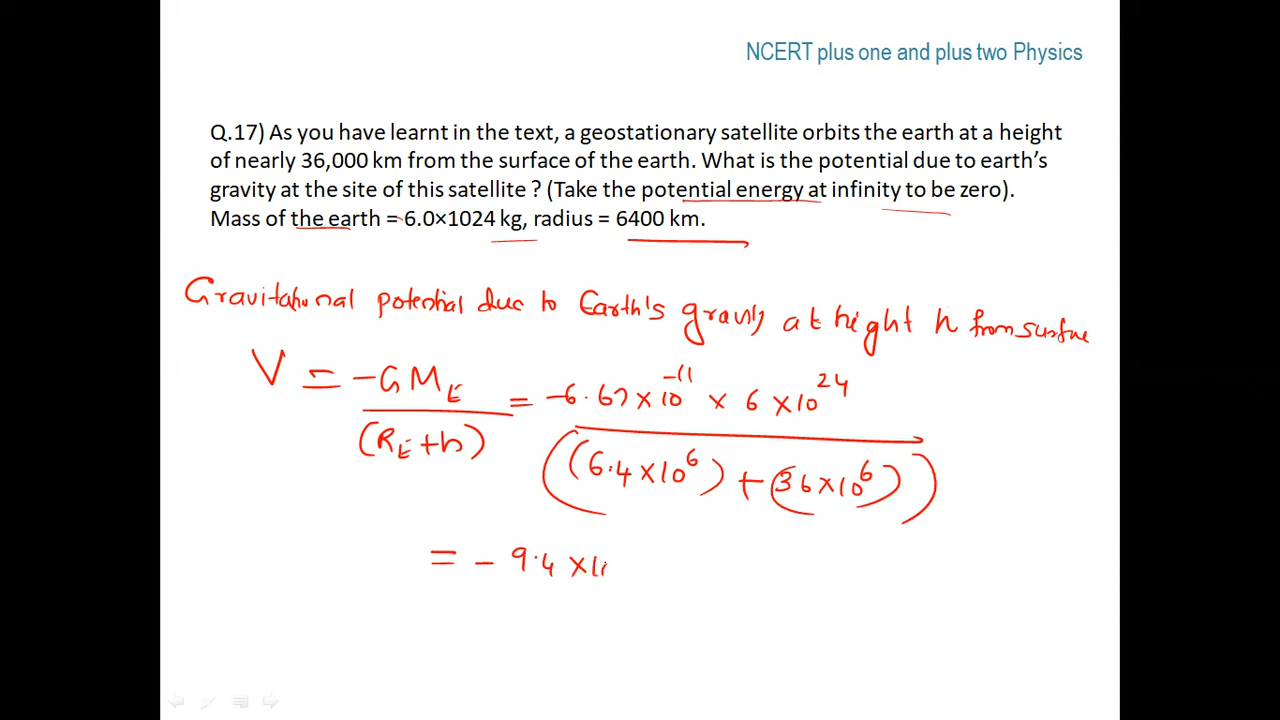 NCERT plus one and plus two Physics
Q.17) As you have learnt in the text, a geostationary satellite orbits the earth at a height
of nearly 36,000 km from the surface of the earth. What is the potential due to earth's
gravity at the site of this satellite ? (Take the potential energy at infinity to be zero).
Mass of the earth = 6.0×1024 kg, radius = 6400 km.
Gravitational potential due to Earth's gravity at height h from surface
V = -GM_E / (R_E+h) = -6.67×10^-11 × 6×10^24 / ((6.4×10^6) + (36×10^6))
= - 9.4 ×1